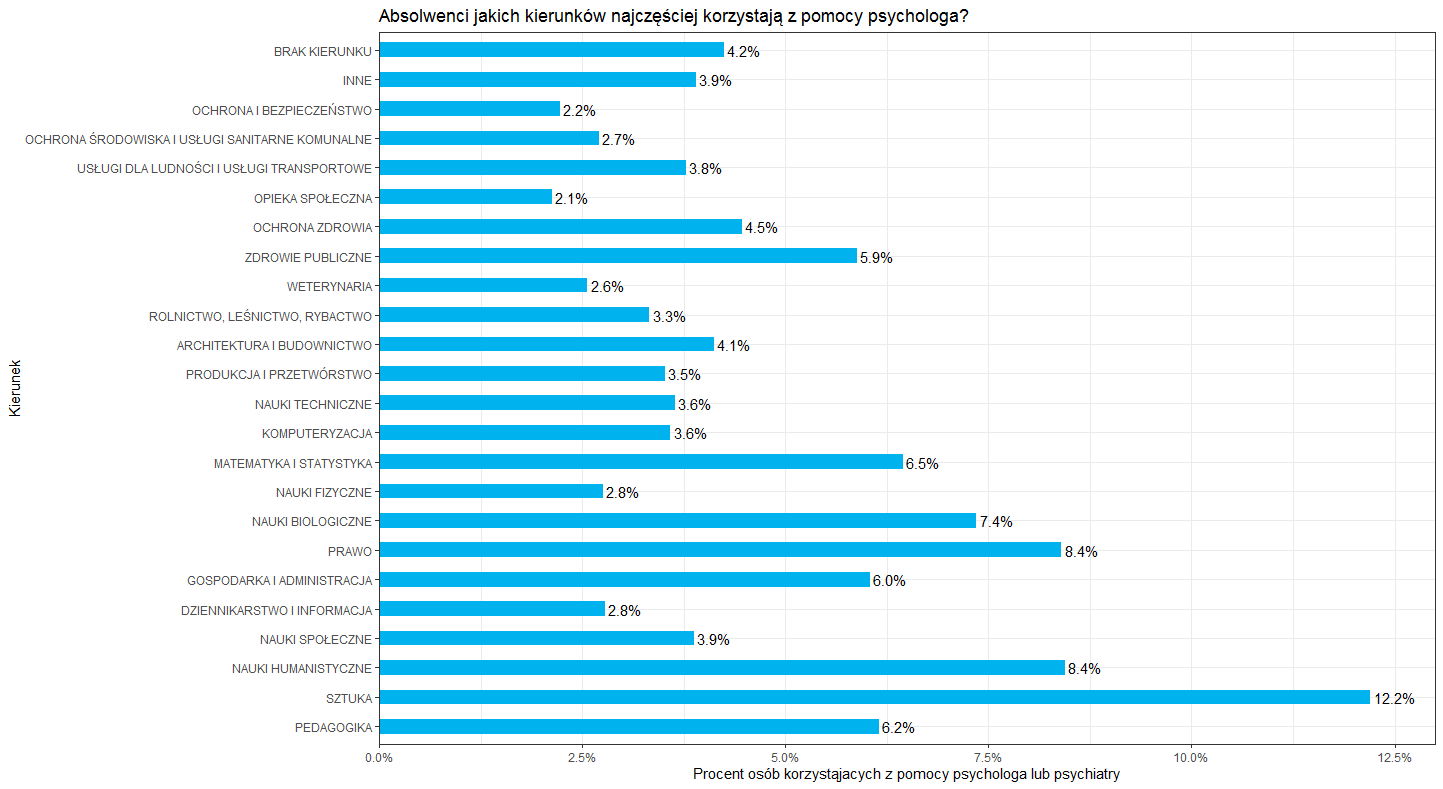 Absolwenci jakich kierunków najczęściej korzystają z pomocy psychologa?
BRAK KIERUNKU 4.2%
INNE 3.9%
OCHRONA I BEZPIECZEŃSTWO 2.2%
OCHRONA ŚRODOWISKA I USŁUGI SANITARNE KOMUNALNE 2.7%
USŁUGI DLA LUDNOŚCI I USŁUGI TRANSPORTOWE 3.8%
OPIEKA SPOŁECZNA 2.1%
OCHRONA ZDROWIA 4.5%
ZDROWIE PUBLICZNE 5.9%
WETERYNARIA 2.6%
ROLNICTWO, LEŚNICTWO, RYBACTWO 3.3%
ARCHITEKTURA I BUDOWNICTWO 4.1%
PRODUKCJA I PRZETWÓRSTWO 3.5%
NAUKI TECHNICZNE 3.6%
KOMPUTERYZACJA 3.6%
MATEMATYKA I STATYSTYKA 6.5%
NAUKI FIZYCZNE 2.8%
NAUKI BIOLOGICZNE 7.4%
PRAWO 8.4%
GOSPODARKA I ADMINISTRACJA 6.0%
DZIENNIKARSTWO I INFORMACJA 2.8%
NAUKI SPOŁECZNE 3.9%
NAUKI HUMANISTYCZNE 8.4%
SZTUKA 12.2%
PEDAGOGIKA 6.2%
Kierunek
0.0% 2.5% 5.0% 7.5% 10.0% 12.5%
Procent osób korzystąjacych z pomocy psychologa lub psychiatry